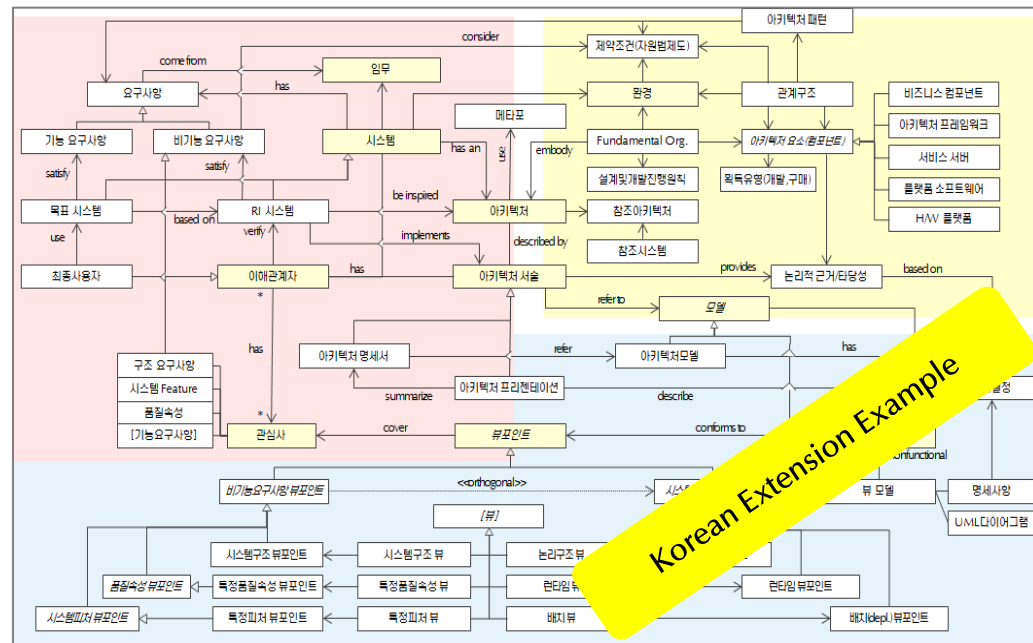 아키텍처 패턴
consider
제약조건(자원법제도)
come from
임무
요구사항
has
환경
관계구조
비즈니스 컴포넌트
메타포
아키텍처 프레임워크
기능 요구사항
비기능 요구사항
시스템
has an
use
embody
Fundamental Org.
아키텍처 요소(컴포넌트)
서비스 서버
satisfy
satisfy
설계및개발진행원칙
획득유형(개발,구매)
플랫폼 소프트웨어
be inspired
목표 시스템
based on
RI 시스템
아키텍처
참조아키텍처
H/W 플랫폼
use
verify
implements
described by
참조시스템
최종사용자
이해관계자
has
아키텍처 서술
provides
논리적 근거/타당성
based on
*
refer to
모델
has
아키텍처 명세서
refer
아키텍처모델
has
구조 요구사항
시스템 Feature
품질속성
[기능요구사항]
아키텍처 프리젠테이션
summarize
describe
*
관심사
cover
뷰포인트
conforms to
비기능요구사항 뷰포인트
<<orthogonal>>
뷰 모델
명세사항
[뷰]
UML다이어그램
시스템구조 뷰포인트
시스템구조 뷰
논리구조 뷰
품질속성 뷰포인트
특정품질속성 뷰포인트
특정품질속성 뷰
런타임 뷰포인트
시스템피처 뷰포인트
특정피처 뷰포인트
특정피처 뷰
배치 뷰
배치(depl.)뷰포인트
Korean Extension Example